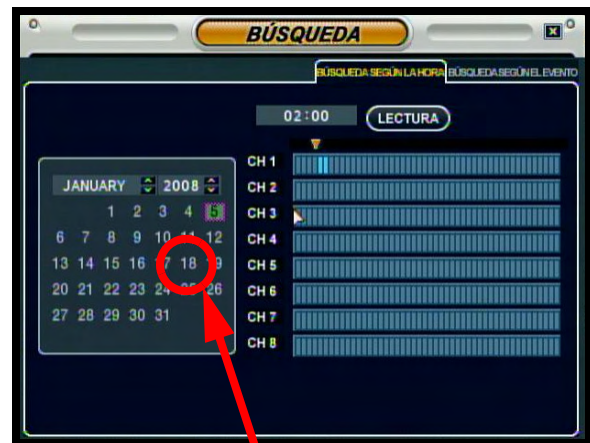 BÚSQUEDA
BÚSQUEDA SEGÚN LA HORA BÚSQUEDA SEGÚN EL EVENTO
02:00 LECTURA
JANUARY 2008
1 2 3 4 5
6 7 8 9 10 11 12
13 14 15 16 17 18 19
20 21 22 23 24 25 26
27 28 29 30 31
CH 1
CH 2
CH 3
CH 4
CH 5
CH 6
CH 7
CH 8